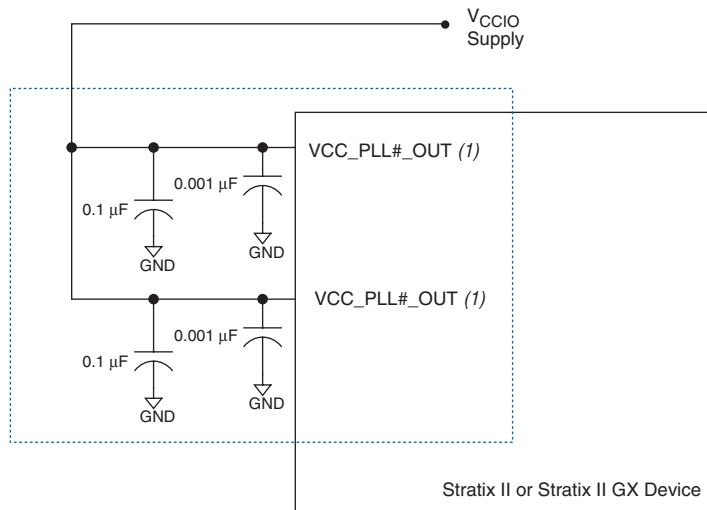 VCCIO
Supply
VCC_PLL#_OUT (1)
0.001 μF
0.1 μF
GND
GND
VCC_PLL#_OUT (1)
0.001 μF
0.1 μF
GND
GND
Stratix II or Stratix II GX Device